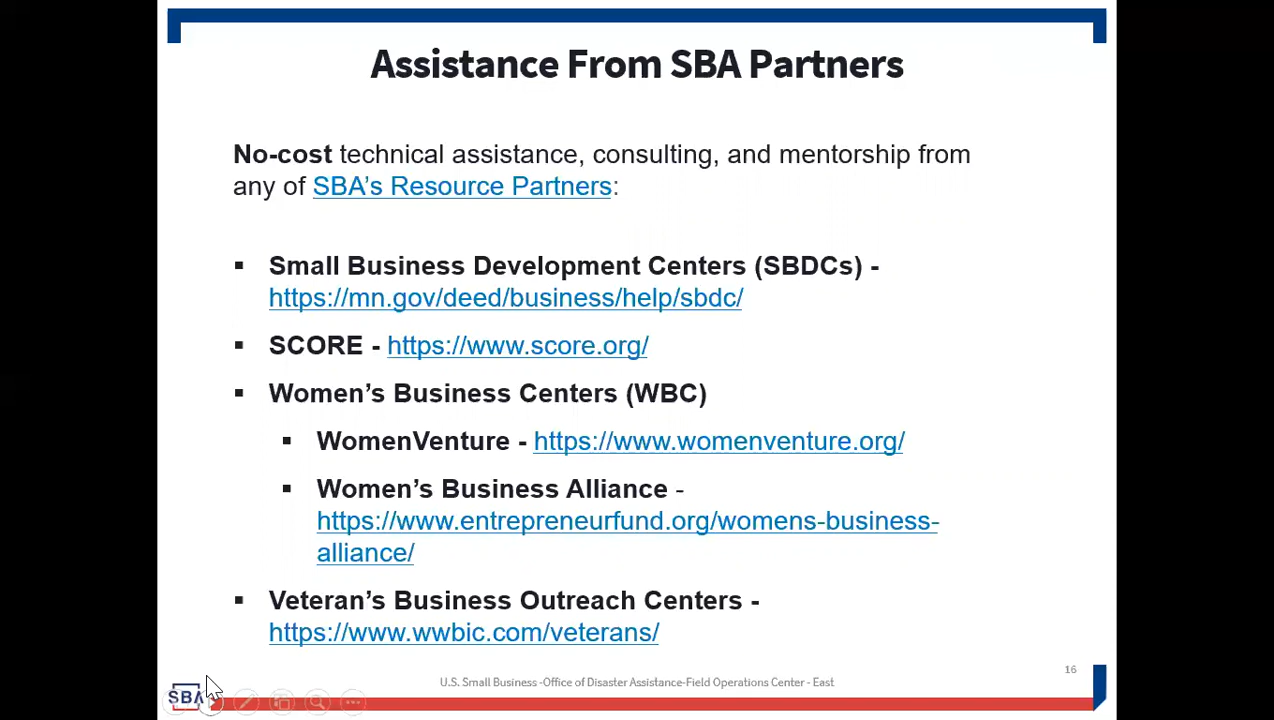 Assistance From SBA Partners
No-cost technical assistance, consulting, and mentorship from
any of SBA's Resource Partners:
▪ Small Business Development Centers (SBDCs) -
https://mn.gov/deed/business/help/sbdc/
▪ SCORE - https://www.score.org/
▪ Women's Business Centers (WBC)
▪ WomenVenture - https://www.womenventure.org/
▪ Women's Business Alliance -
https://www.entrepreneurfund.org/womens-business-
alliance/
▪ Veteran's Business Outreach Centers -
https://www.wwbic.com/veterans/
16
U.S. Small Business -Office of Disaster Assistance-Field Operations Center - East
SBA